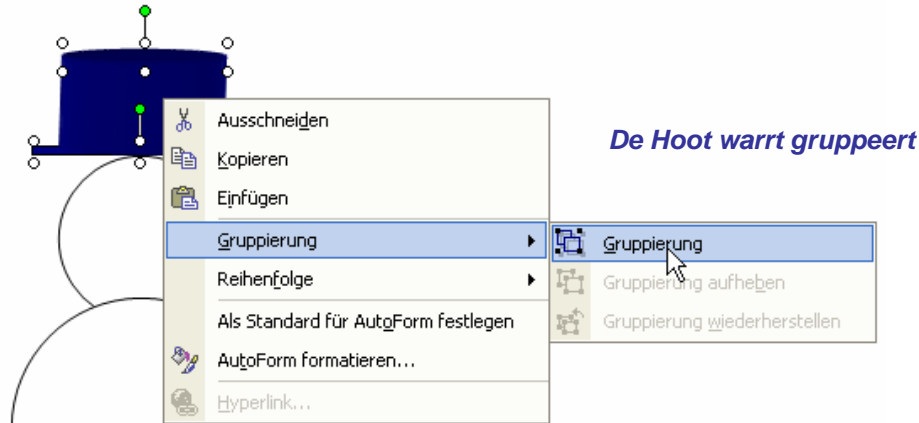 Ausschneiden
De Hoot warrt gruppeert
Kopieren
Einfügen
Gruppierung
Gruppierung
Reihenfolge
Gruppierung aufheben
Als Standard für AutoForm festlegen
Gruppierung wiederherstellen
AutoForm formatieren...
Hyperlink...